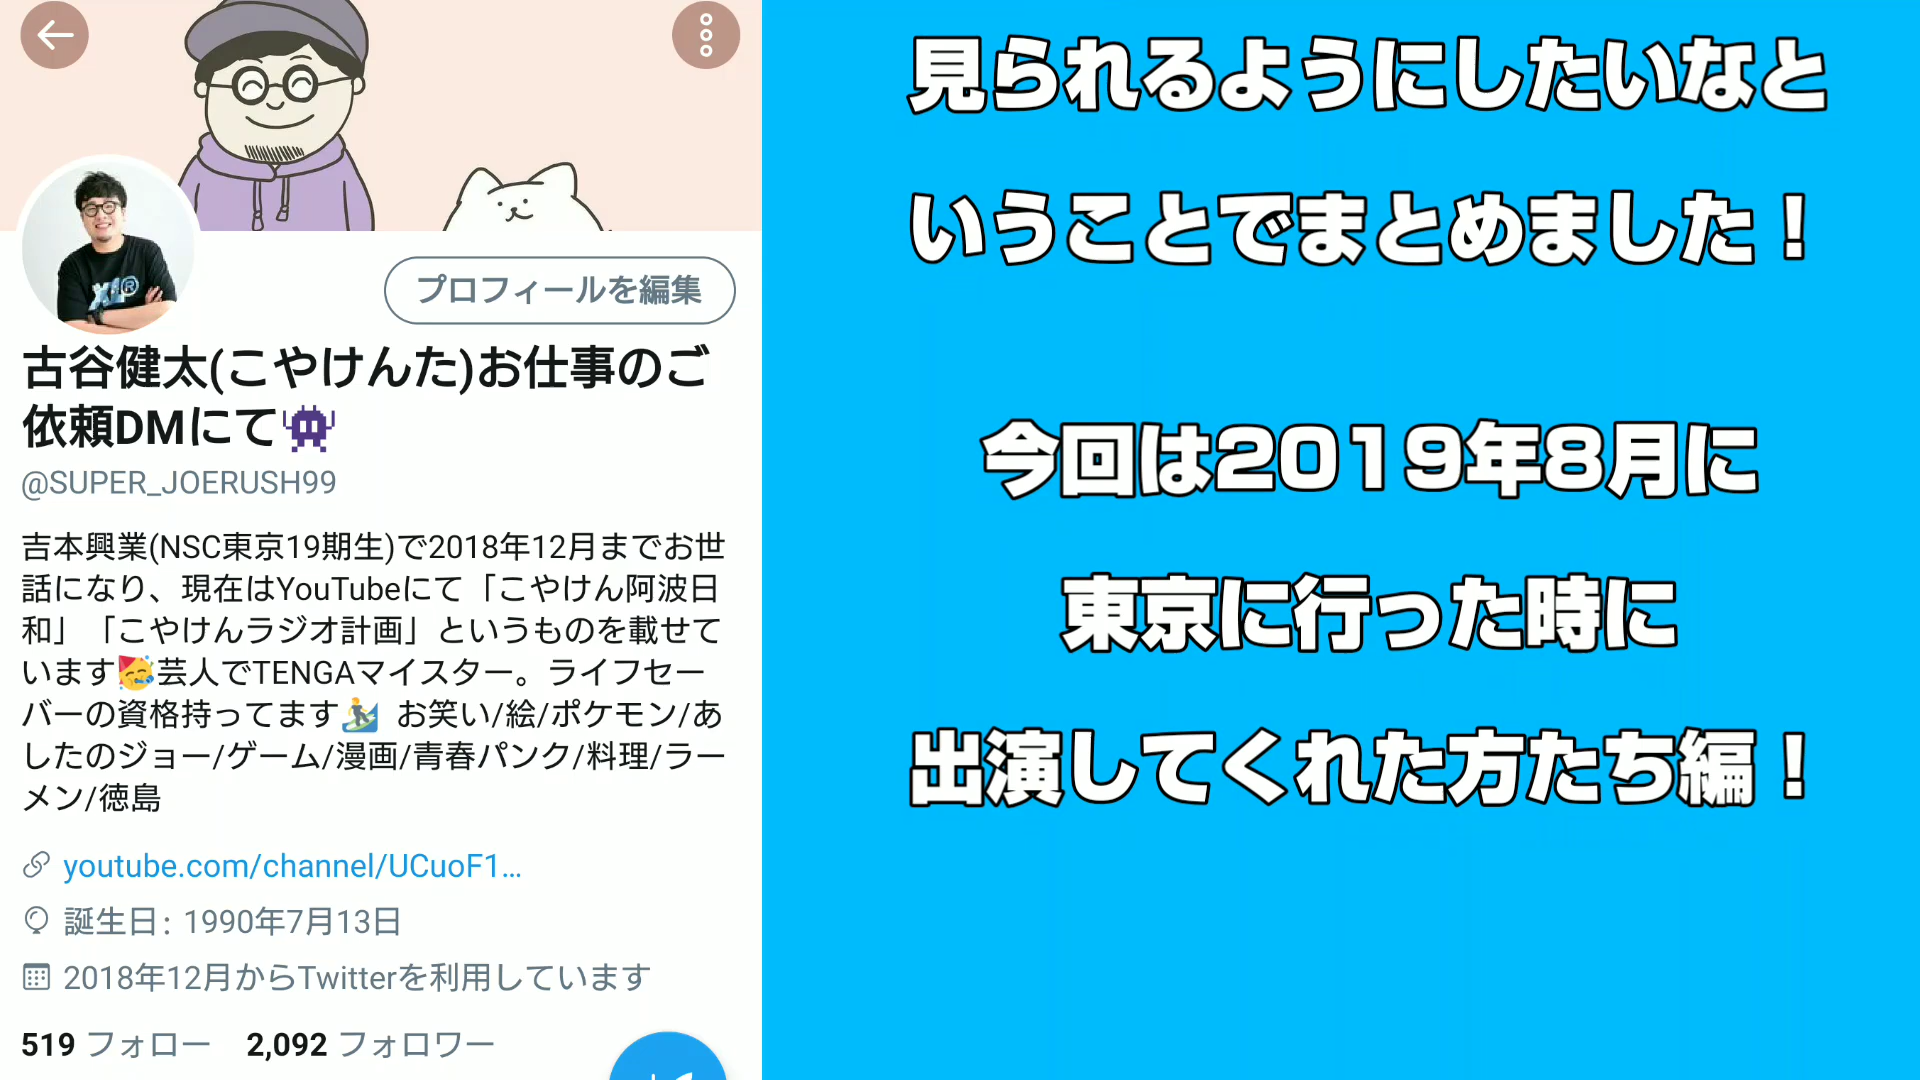 プロフィールを編集
古谷健太(こやけんた)お仕事のご
依頼DMにて👾
@SUPER_JOERUSH99
吉本興業(NSC東京19期生)で2018年12月までお世
話になり、現在はYouTubeにて「こやけん阿波日
和」「こやけんラジオ計画」というものを載せて
います🥳芸人でTENGAマイスター。ライフセー
バーの資格持ってます🏄 お笑い/絵/ポケモン/あ
したのジョー/ゲーム/漫画/青春パンク/料理/ラー
メン/徳島
youtube.com/channel/UCuoF1...
誕生日: 1990年7月13日
2018年12月からTwitterを利用しています
519 フォロー 2,092 フォロワー
見られるようにしたいなと
いうことでまとめました!
今回は2019年8月に
東京に行った時に
出演してくれた方たち編!